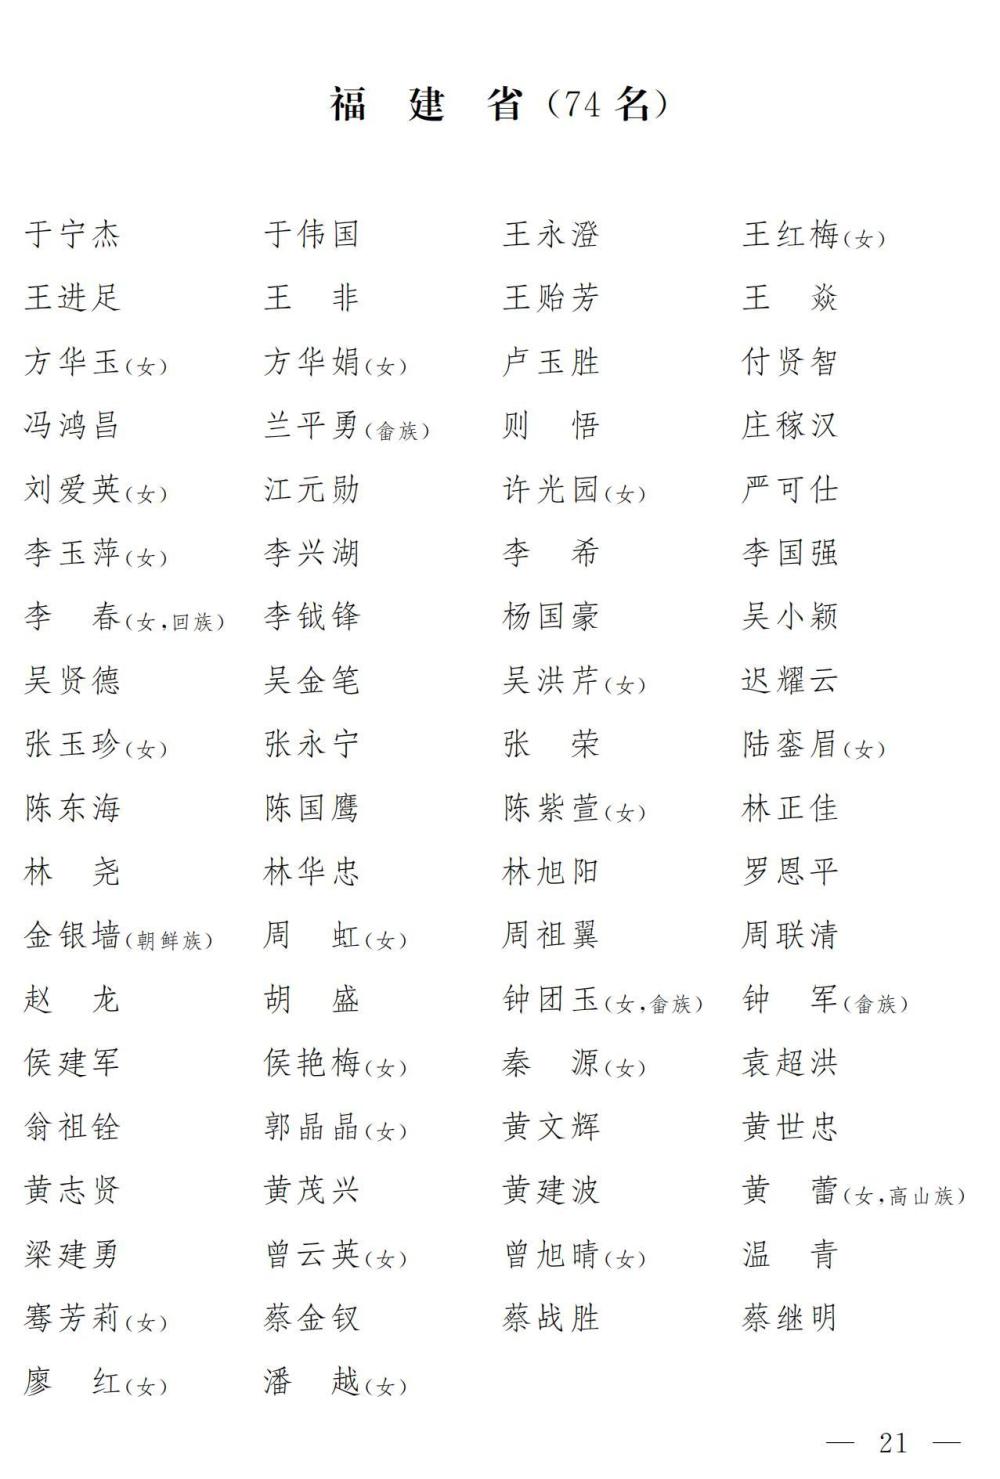 福 建 省（74 名）
于宁杰 于伟国 王永澄 王红梅（女）
王进足 王 非 王贻芳 王 焱
方华玉（女） 方华娟（女） 卢玉胜 付贤智
冯鸿昌 兰平勇（畲族） 则 悟 庄稼汉
刘爱英（女） 江元勋 许光园（女） 严可仕
李玉萍（女） 李兴湖 李 希 李国强
李 春（女，回族） 李钺锋 杨国豪 吴小颖
吴贤德 吴金笔 吴洪芹（女） 迟耀云
张玉珍（女） 张永宁 张 荣 陆銮眉（女）
陈东海 陈国鹰 陈紫萱（女） 林正佳
林 尧 林华忠 林旭阳 罗恩平
金银墙（朝鲜族） 周 虹（女） 周祖翼 周联清
赵 龙 胡 盛 钟团玉（女，畲族） 钟 军（畲族）
侯建军 侯艳梅（女） 秦 源（女） 袁超洪
翁祖铨 郭晶晶（女） 黄文辉 黄世忠
黄志贤 黄茂兴 黄建波 黄 蕾（女，高山族）
梁建勇 曾云英（女） 曾旭晴（女） 温 青
骞芳莉（女） 蔡金钗 蔡战胜 蔡继明
廖 红（女） 潘 越（女）
— 21 —